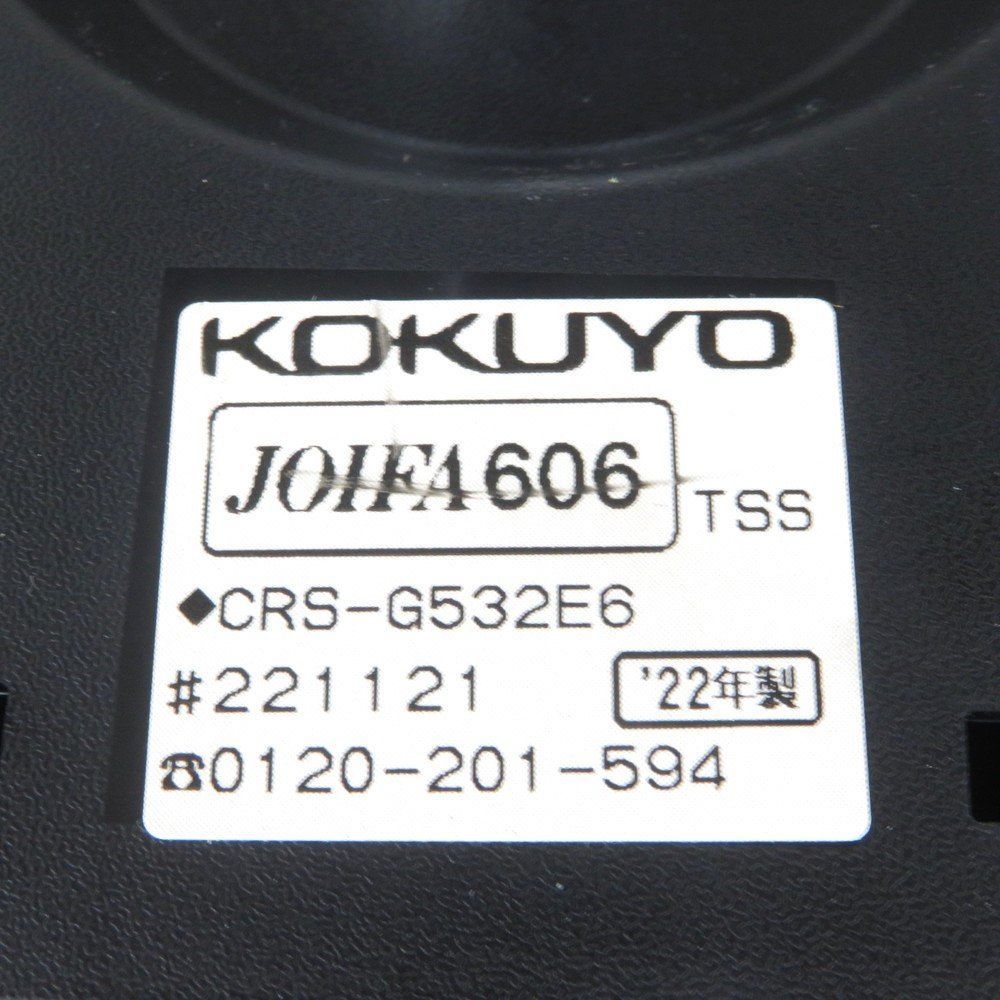 KOKUYO
JOIFA606 TSS
◆CRS-G532E6
#221121 '22年製
☎0120-201-594